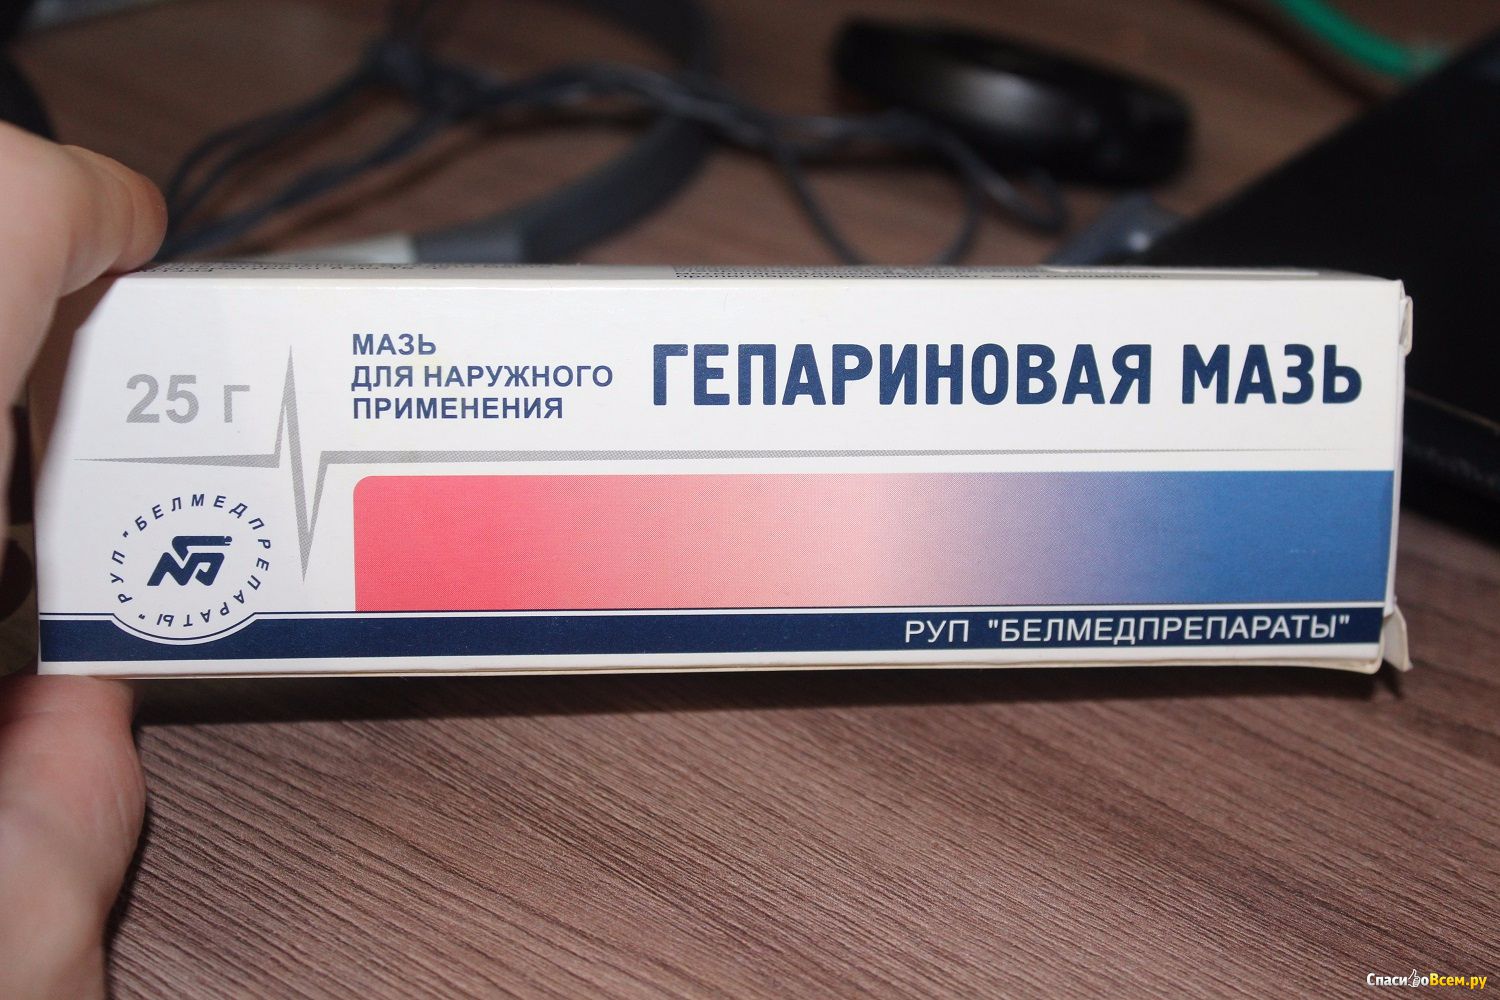 25 г
МАЗЬ
ДЛЯ НАРУЖНОГО
ПРИМЕНЕНИЯ
ГЕПАРИНОВАЯ МАЗЬ
РУП "БЕЛМЕДПРЕПАРАТЫ"
РУП "БЕЛМЕДПРЕПАРАТЫ"
СпасибоВсем.ру